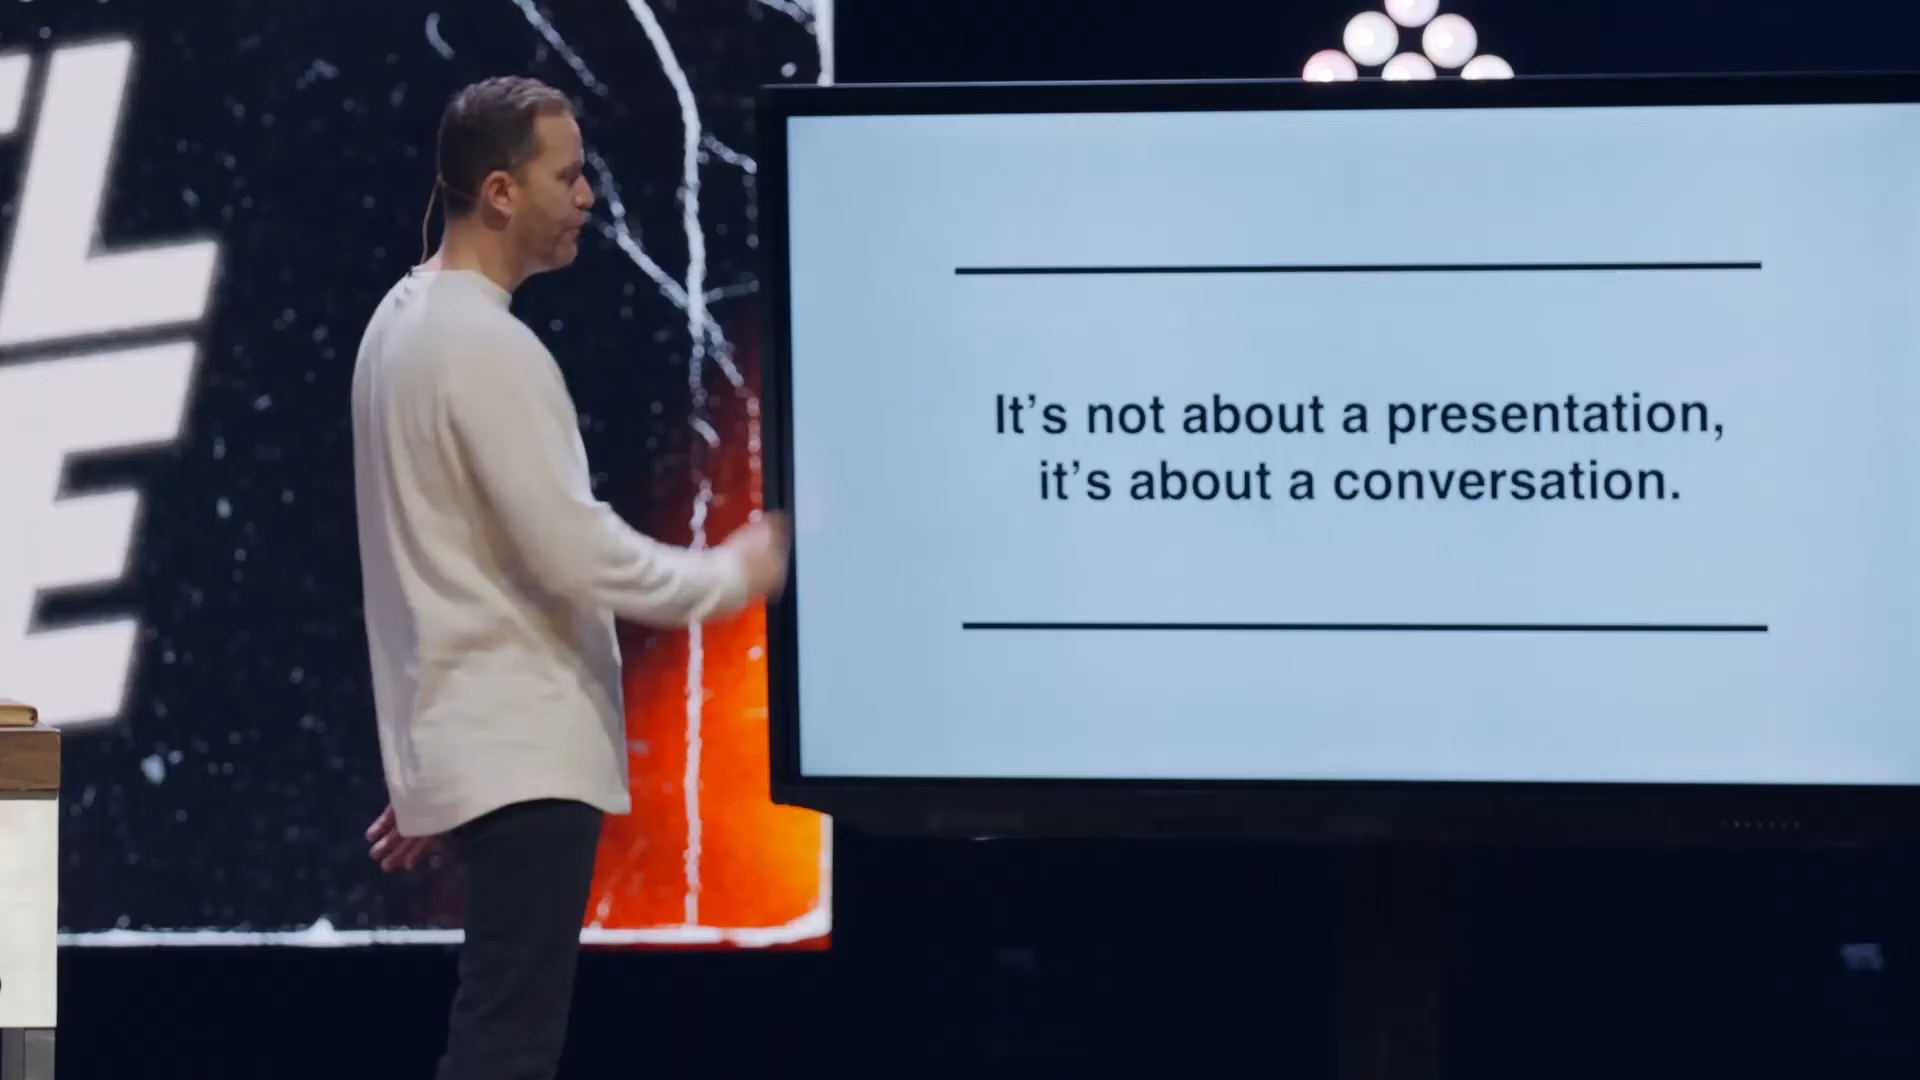 L
E
It’s not about a presentation,
it’s about a conversation.